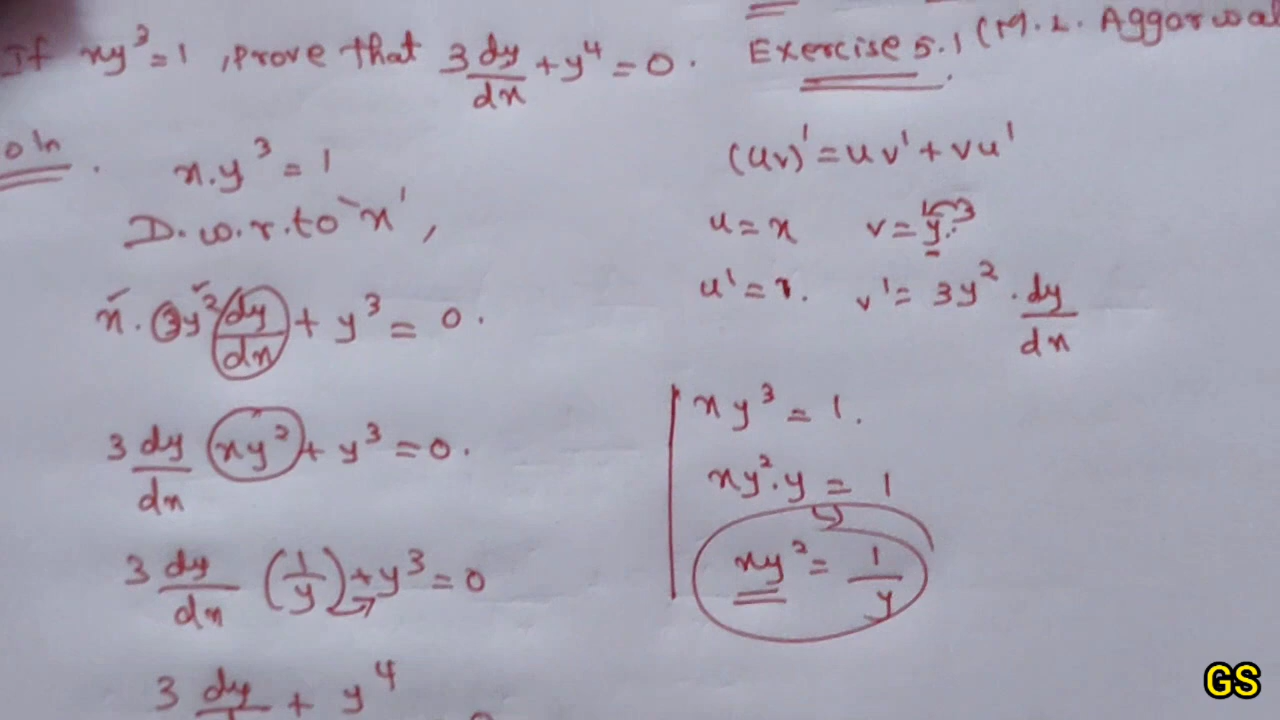 If xy³ = 1, prove that 3 dy/dx + y⁴ = 0. Exercise 5.1 (M.L. Aggarwal
oln.
x.y³ = 1
D.w.r.to 'x',
x. 3y² dy/dx + y³ = 0.
3 dy/dx xy² + y³ = 0.
3 dy/dx (1/y) + y³ = 0
3 dy/d + y⁴
(uv)' = uv' + vu'
u = x v = y³
u' = 1. v' = 3y². dy/dx
xy³ = 1.
xy².y = 1
xy² = 1/y
GS